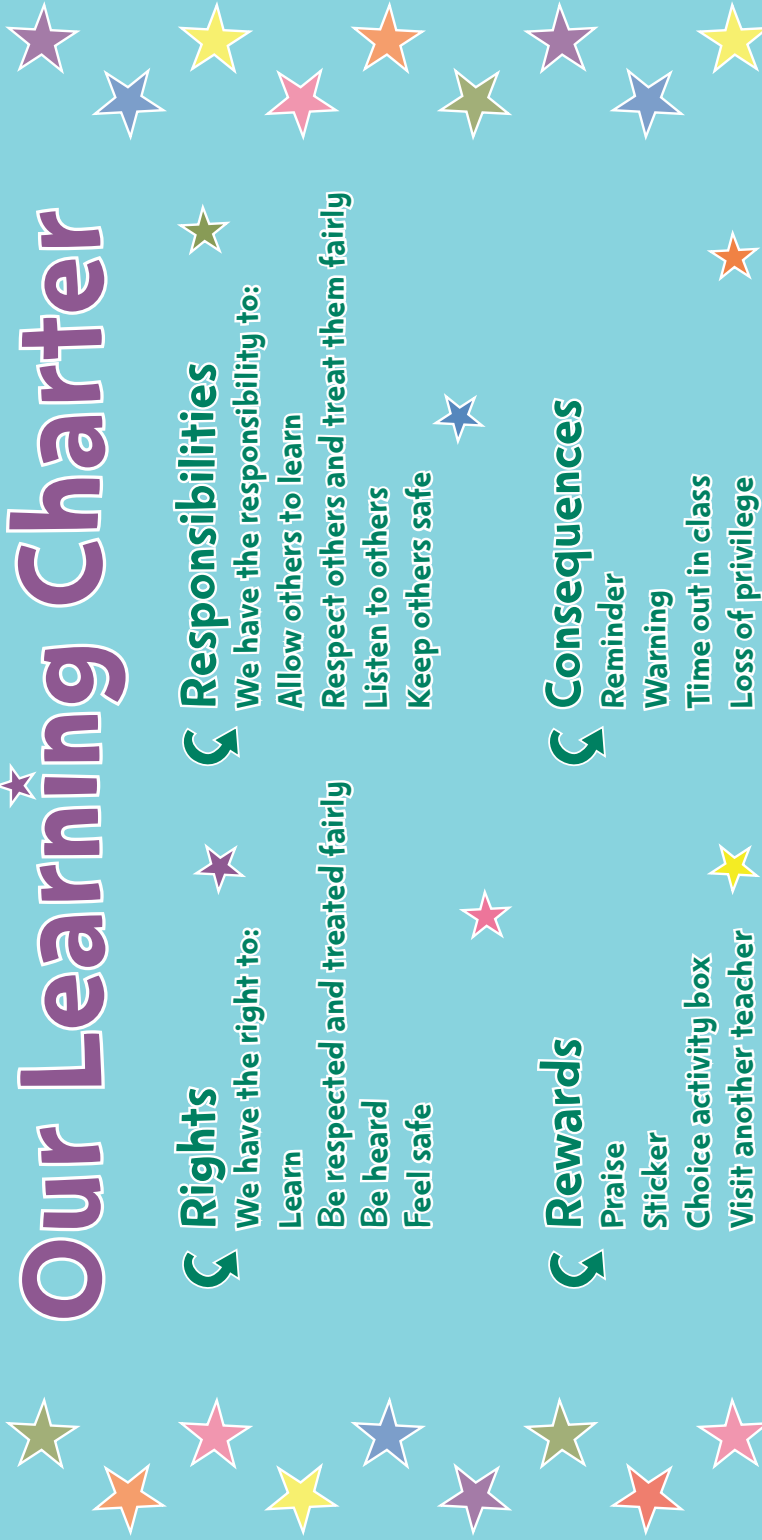 Our Learning Charter
Rights
We have the right to:
Learn
Be respected and treated fairly
Be heard
Feel safe
Responsibilities
We have the responsibility to:
Allow others to learn
Respect others and treat them fairly
Listen to others
Keep others safe
Rewards
Praise
Sticker
Choice activity box
Visit another teacher
Consequences
Reminder
Warning
Time out in class
Loss of privilege